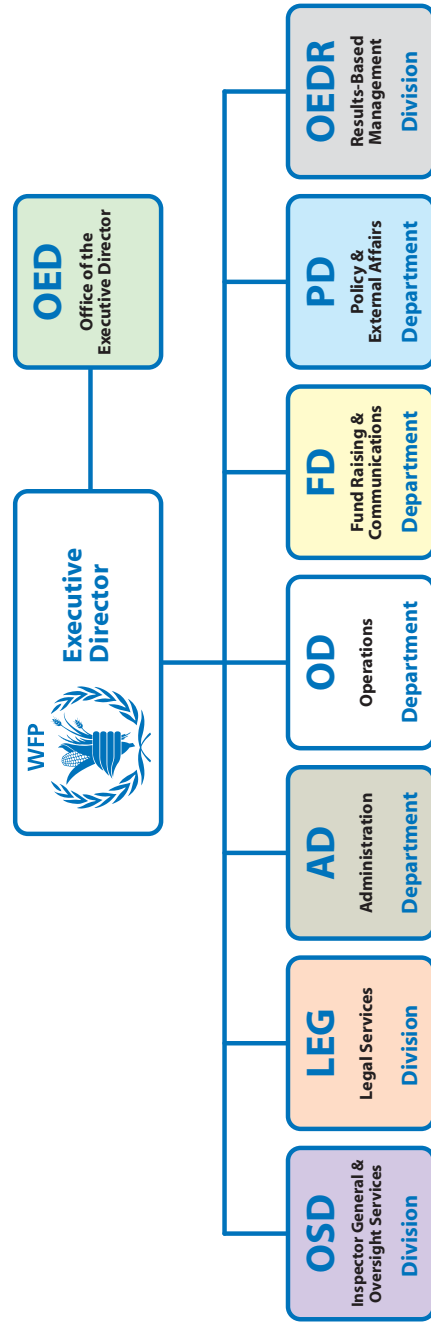 WFP
Executive
Director
OED
Office of the
Executive Director
OSD
Inspector General &
Oversight Services
Division
LEG
Legal Services
Division
AD
Administration
Department
OD
Operations
Department
FD
Fund Raising &
Communications
Department
PD
Policy &
External Affairs
Department
OEDR
Results-Based
Management
Division